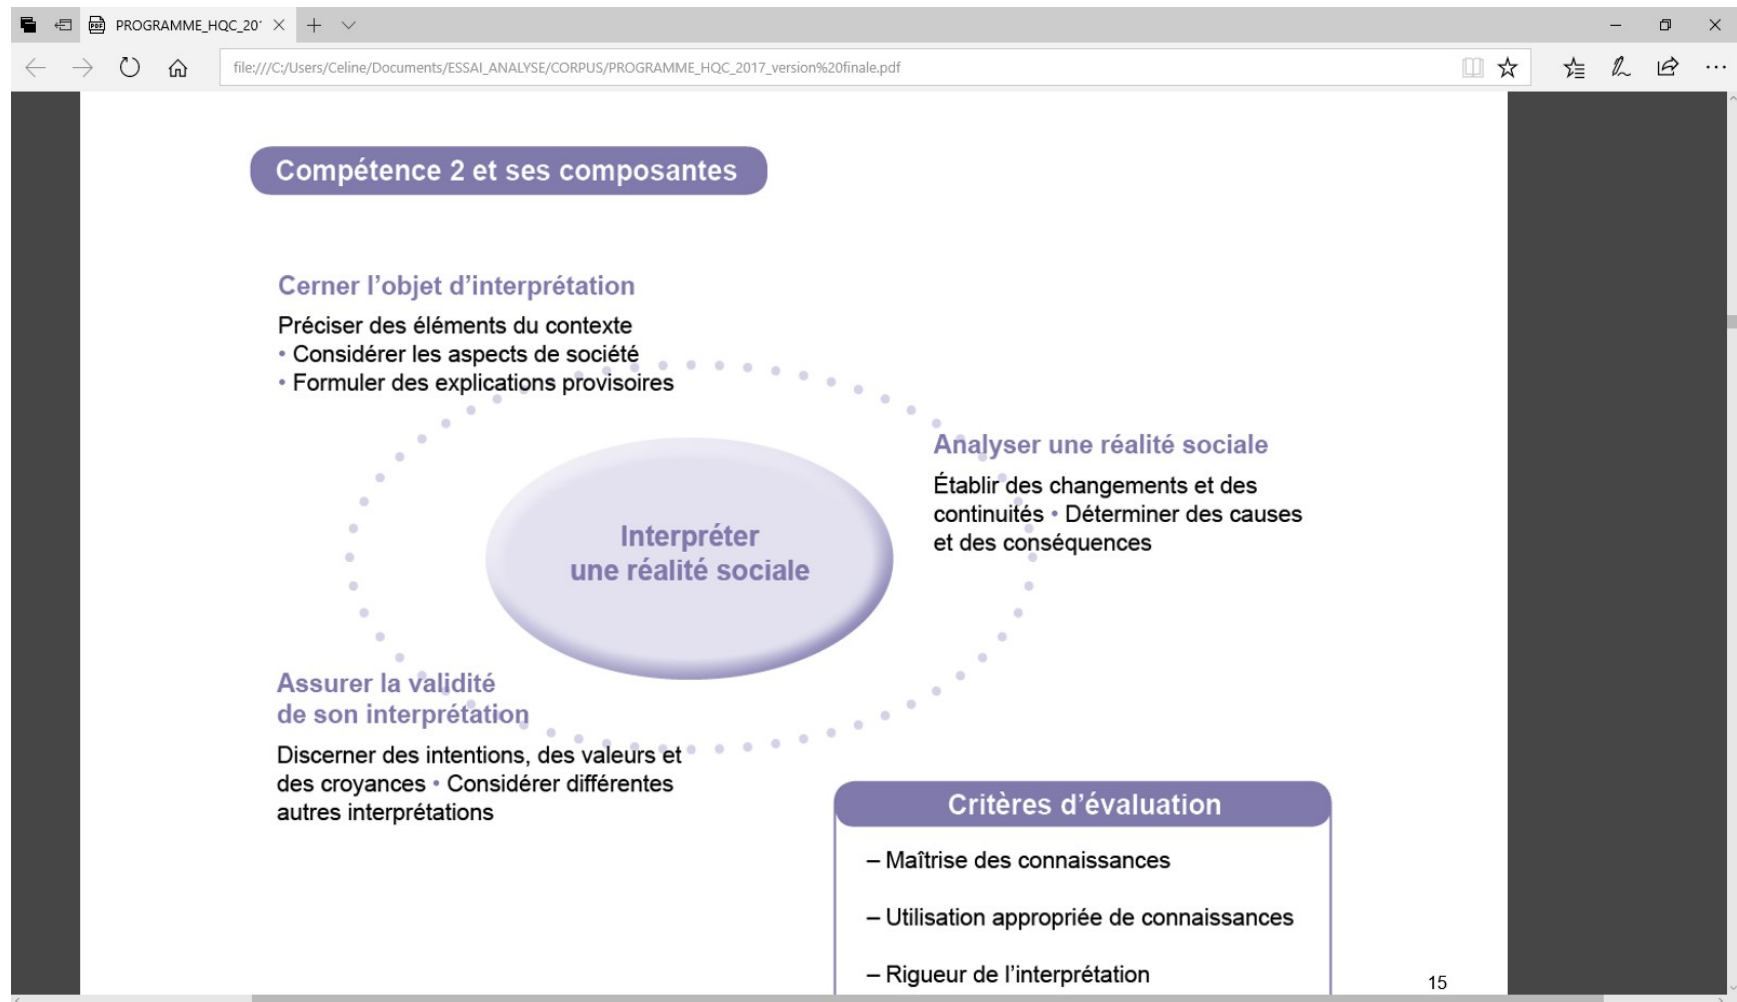 PROGRAMME_HQC_20
file:///C:/Users/Celine/Documents/ESSAI_ANALYSE/CORPUS/PROGRAMME_HQC_2017_version%20finale.pdf
Compétence 2 et ses composantes
Cerner l'objet d'interprétation
Préciser des éléments du contexte
• Considérer les aspects de société
• Formuler des explications provisoires
Analyser une réalité sociale
Établir des changements et des
continuités • Déterminer des causes
et des conséquences
Interpréter
une réalité sociale
Assurer la validité
de son interprétation
Discerner des intentions, des valeurs et
des croyances • Considérer différentes
autres interprétations
Critères d'évaluation
– Maîtrise des connaissances
– Utilisation appropriée de connaissances
– Rigueur de l'interprétation
15